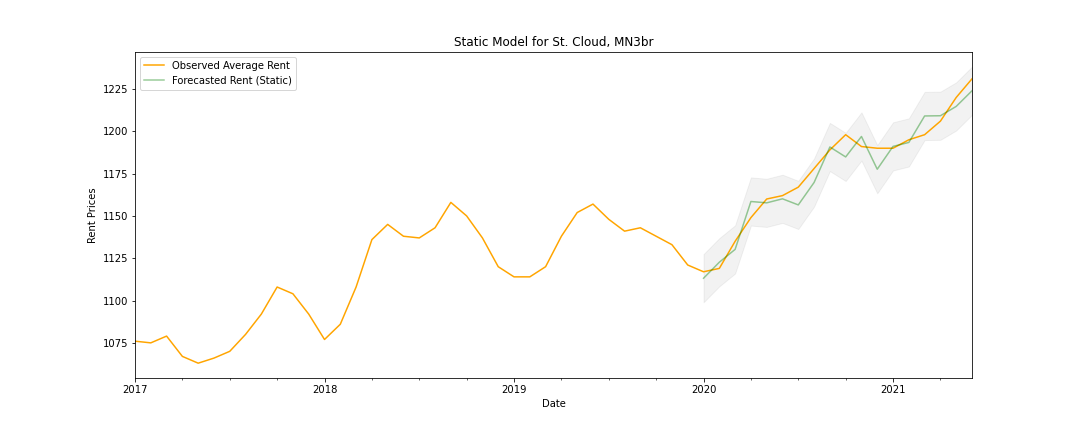 Static Model for St. Cloud, MN3br
Observed Average Rent
Forecasted Rent (Static)
1225
1200
1175
1150
1125
1100
1075
Rent Prices
2017
2018
2019
2020
2021
Date